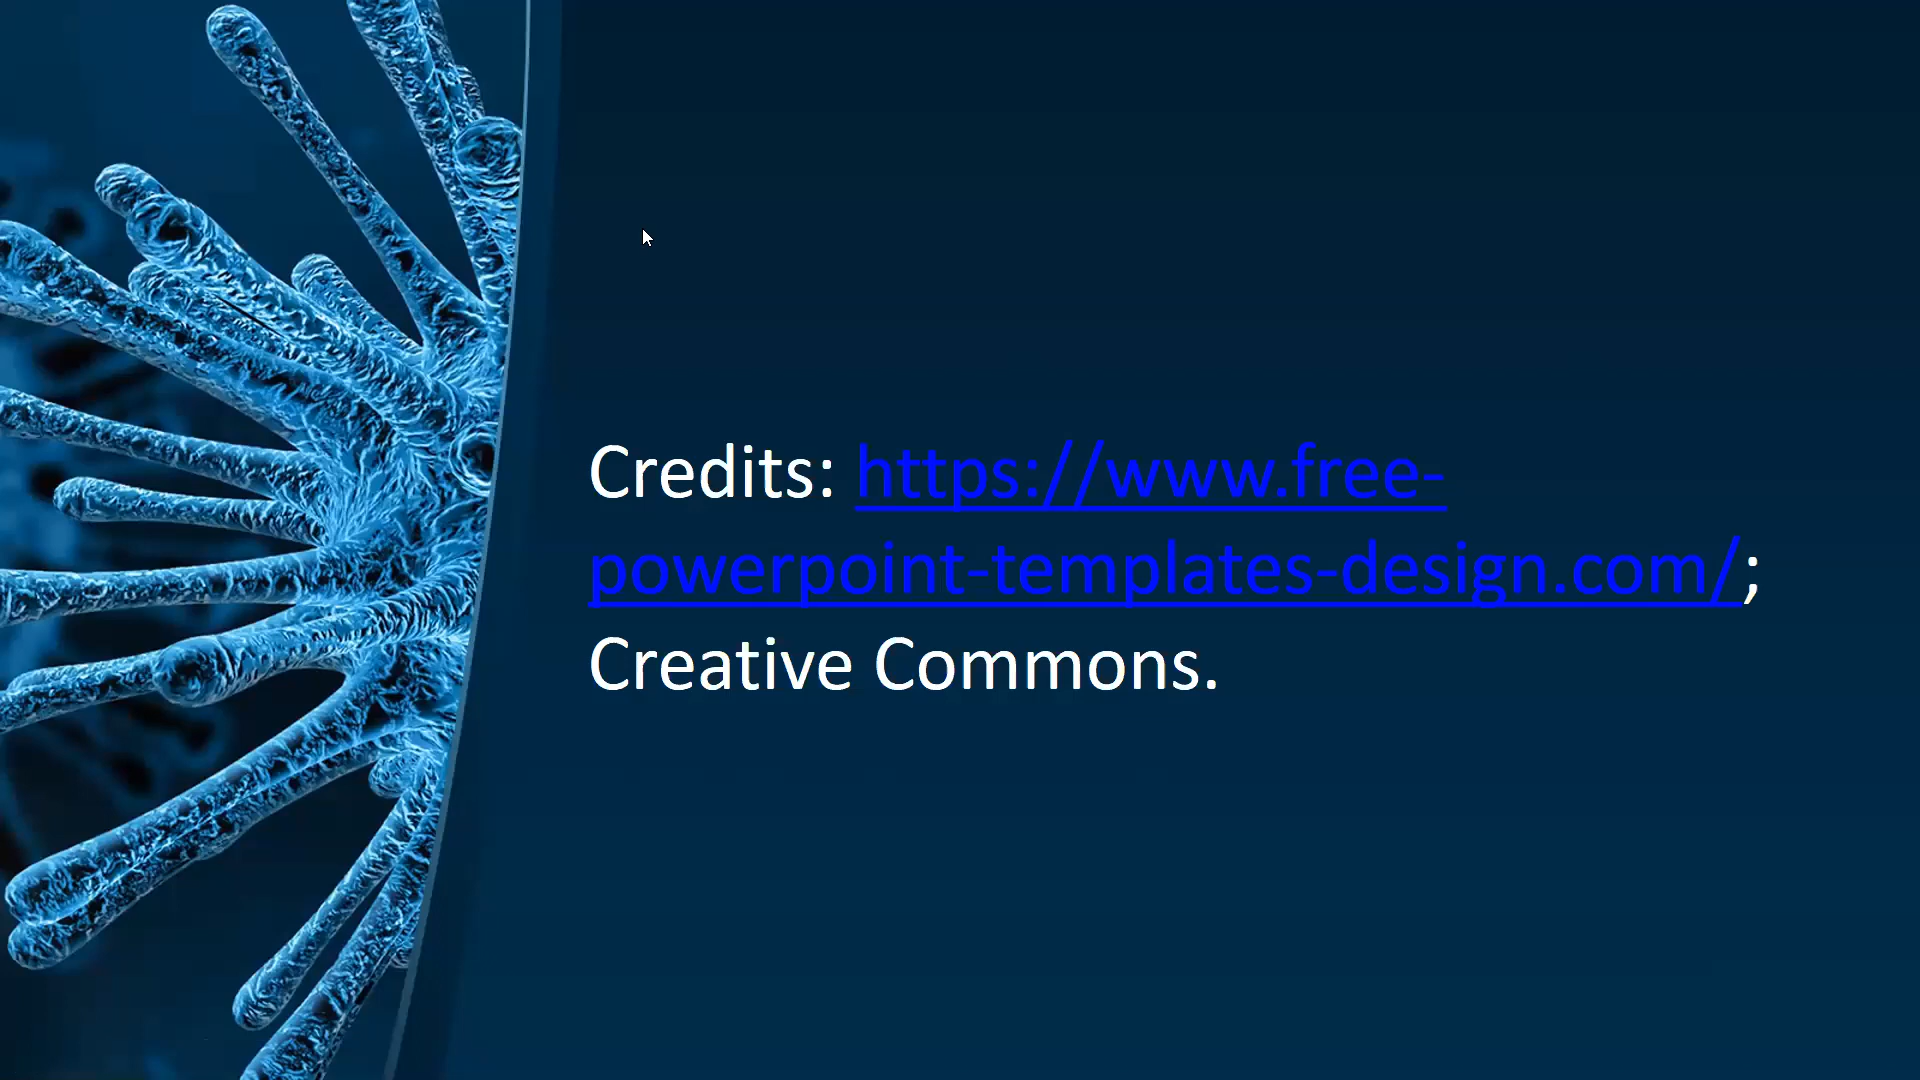 Credits: https://www.free-
powerpoint-templates-design.com/;
Creative Commons.